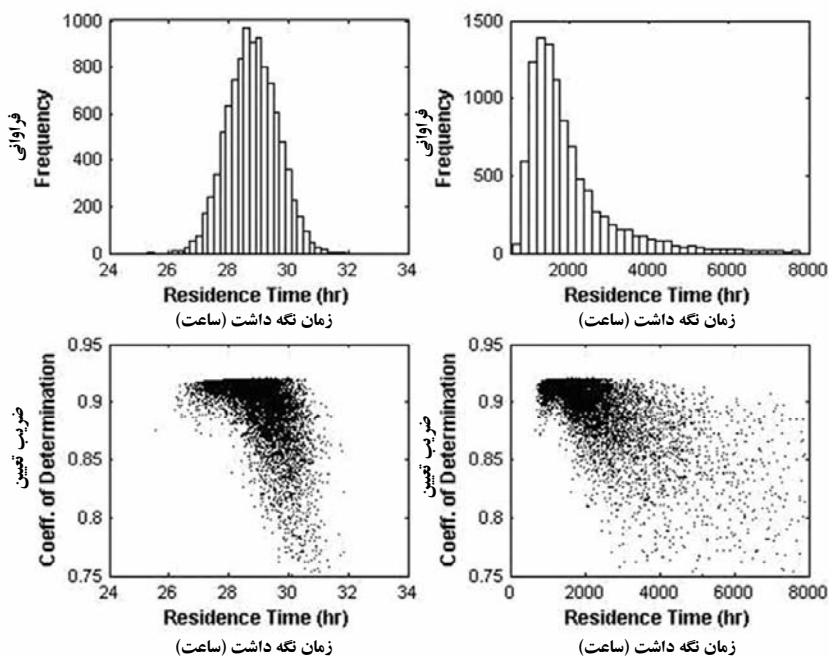 1000
800
600
400
200
0
فراوانی
Frequency
24 26 28 30 32 34
Residence Time (hr)
زمان نگه داشت (ساعت)
1500
1000
500
0
فراوانی
Frequency
2000 4000 6000 8000
Residence Time (hr)
زمان نگه داشت (ساعت)
0.95
0.9
0.85
0.8
0.75
ضریب تعیین
Coeff. of Determination
24 26 28 30 32 34
Residence Time (hr)
زمان نگه داشت (ساعت)
0.95
0.9
0.85
0.8
0.75
ضریب تعیین
Coeff. of Determination
0 2000 4000 6000 8000
Residence Time (hr)
زمان نگه داشت (ساعت)